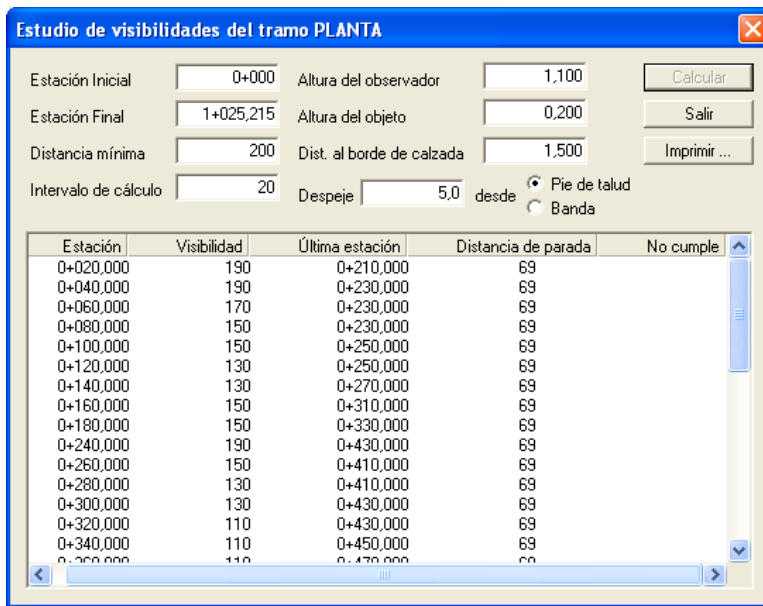 Estudio de visibilidades del tramo PLANTA
Estación Inicial 0+000 Altura del observador 1,100 Calcular
Estación Final 1+025,215 Altura del objeto 0,200 Salir
Distancia mínima 200 Dist. al borde de calzada 1,500 Imprimir ...
Intervalo de cálculo 20 Despeje 5,0 desde Pie de talud
Banda
Estación Visibilidad Última estación Distancia de parada No cumple
0+020,000 190 0+210,000 69
0+040,000 190 0+230,000 69
0+060,000 170 0+230,000 69
0+080,000 150 0+230,000 69
0+100,000 150 0+250,000 69
0+120,000 130 0+250,000 69
0+140,000 130 0+270,000 69
0+160,000 150 0+310,000 69
0+180,000 150 0+330,000 69
0+240,000 190 0+430,000 69
0+260,000 150 0+410,000 69
0+280,000 130 0+410,000 69
0+300,000 130 0+430,000 69
0+320,000 110 0+430,000 69
0+340,000 110 0+450,000 69